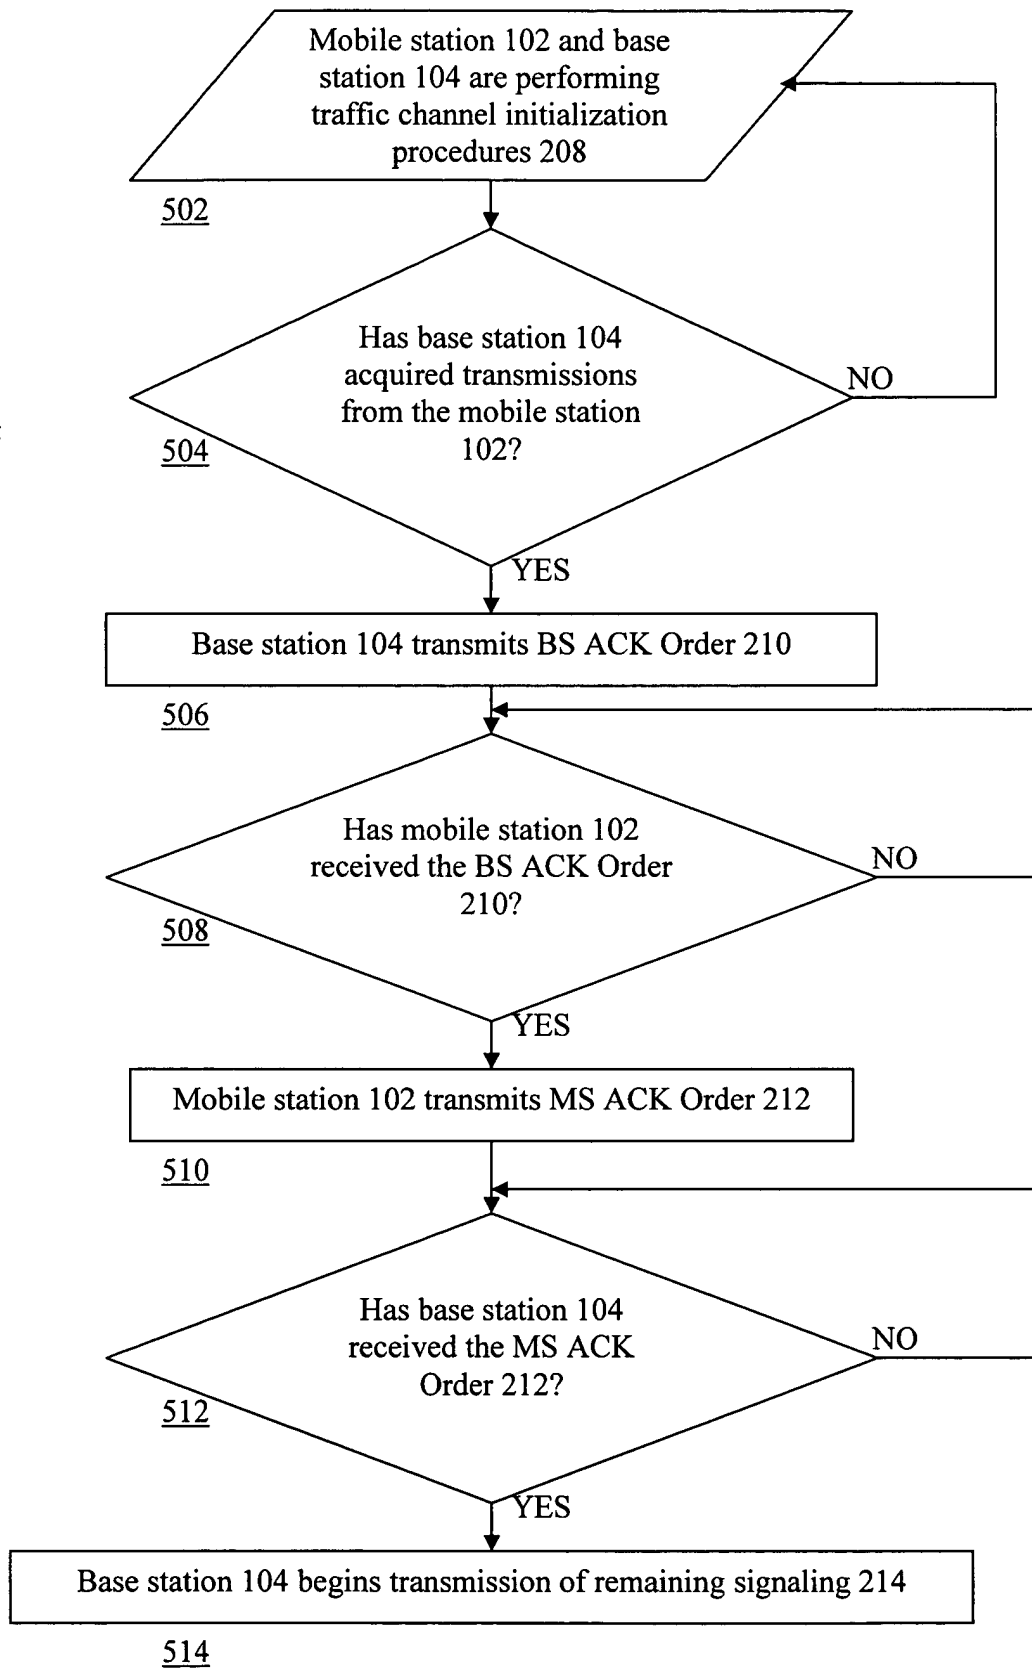 Mobile station 102 and base
station 104 are performing
traffic channel initialization
procedures 208
502
Has base station 104
acquired transmissions
from the mobile station
102?
NO
504
YES
Base station 104 transmits BS ACK Order 210
506
Has mobile station 102
received the BS ACK Order
210?
NO
508
YES
Mobile station 102 transmits MS ACK Order 212
510
Has base station 104
received the MS ACK
Order 212?
NO
512
YES
Base station 104 begins transmission of remaining signaling 214
514